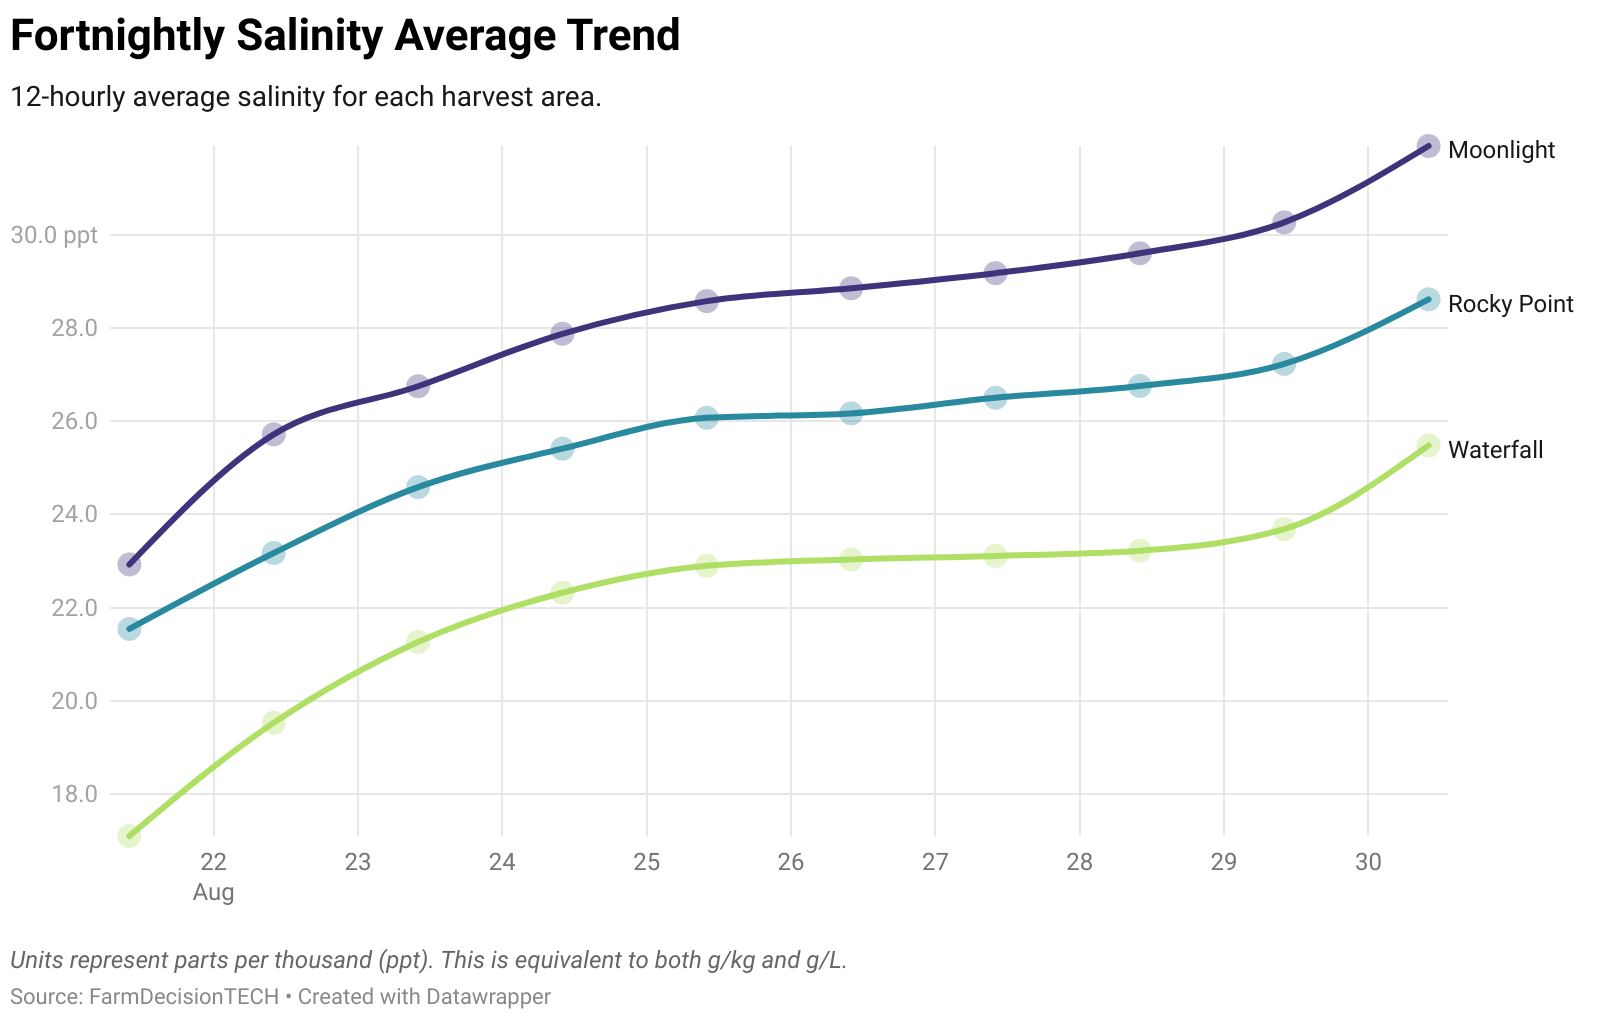 Fortnightly Salinity Average Trend
12-hourly average salinity for each harvest area.
Moonlight
30.0 ppt
Rocky Point
28.0
26.0
Waterfall
24.0
22.0
20.0
18.0
22 23 24 25 26 27 28 29 30
Aug
Units represent parts per thousand (ppt). This is equivalent to both g/kg and g/L.
Source: FarmDecisionTECH • Created with Datawrapper